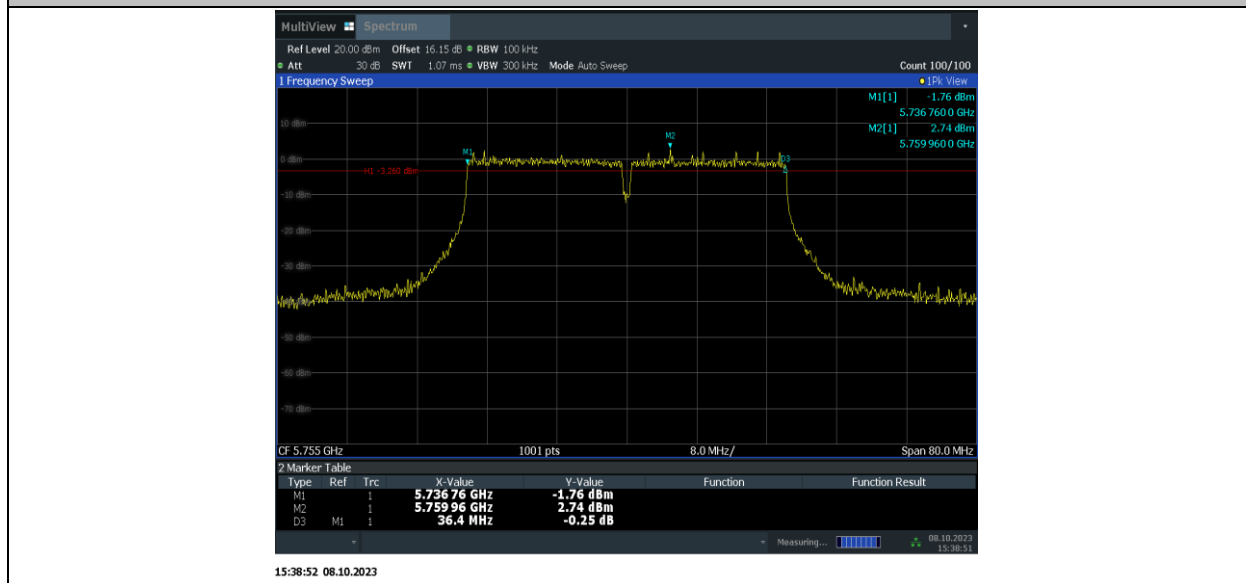 MultiView Spectrum
Ref Level 20.00 dBm Offset 16.15 dB RBW 100 kHz
Att 30 dB SWT 1.07 ms VBW 300 kHz Mode Auto Sweep Count 100/100
1 Frequency Sweep 1Pk View
M1[1] -1.76 dBm
5.736 760 0 GHz
M2[1] 2.74 dBm
5.759 960 0 GHz
10 dBm
M2
M1
0 dBm
D3
H1 -3.260 dBm
-10 dBm
-20 dBm
-30 dBm
-50 dBm
-60 dBm
-70 dBm
CF 5.755 GHz 1001 pts 8.0 MHz/ Span 80.0 MHz
2 Marker Table
Type Ref Trc X-Value Y-Value Function Function Result
M1 1 5.736 76 GHz -1.76 dBm
M2 1 5.759 96 GHz 2.74 dBm
D3 M1 1 36.4 MHz -0.25 dB
Measuring... 08.10.2023
15:38:51
15:38:52 08.10.2023